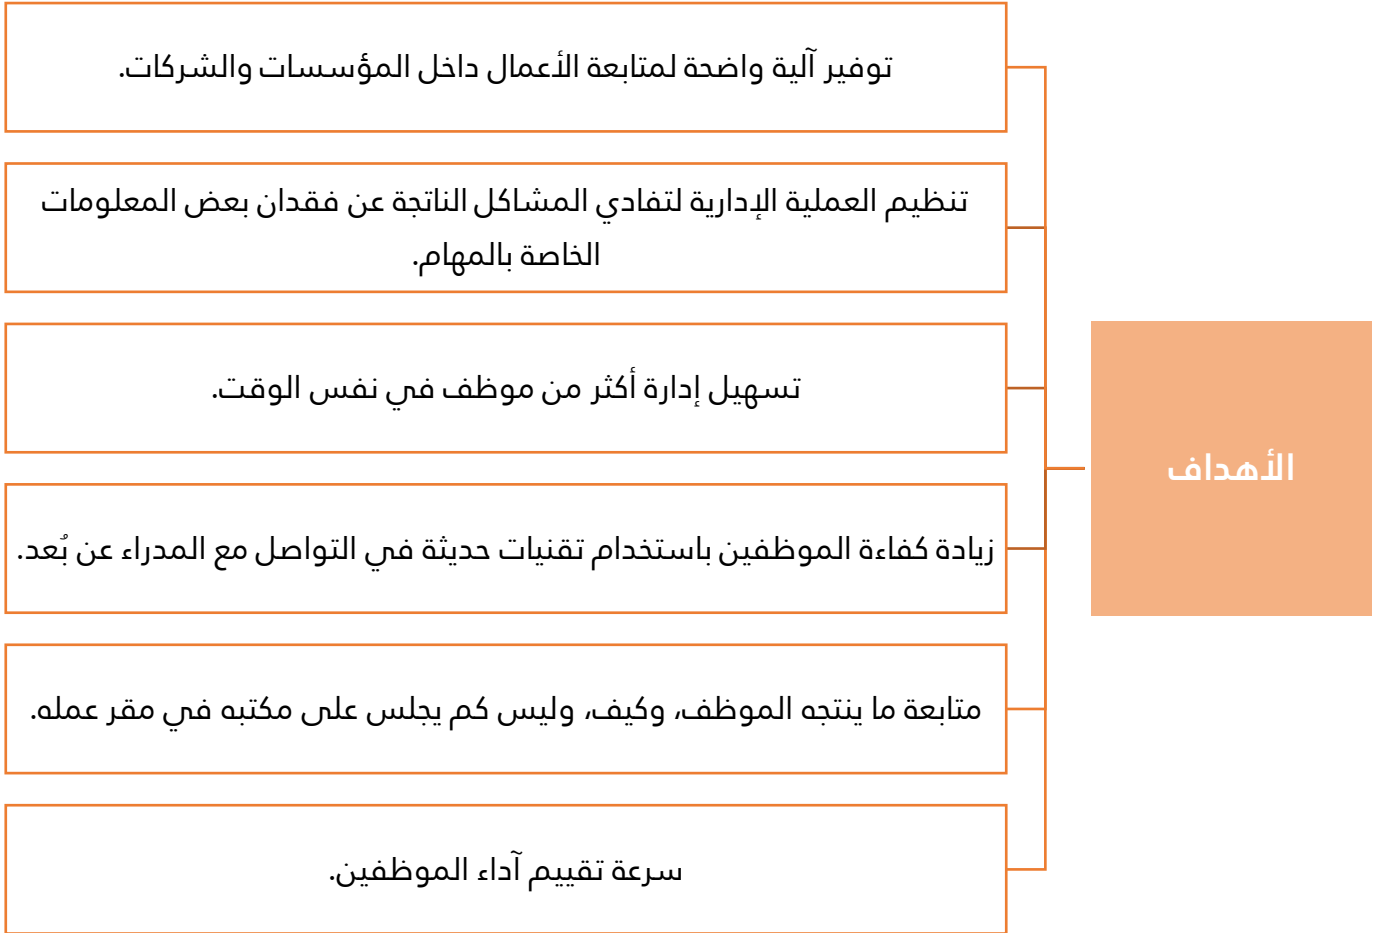 الأهداف
توفير آلية واضحة لمتابعة الأعمال داخل المؤسسات والشركات.
تنظيم العملية الإدارية لتفادي المشاكل الناتجة عن فقدان بعض المعلومات
الخاصة بالمهام.
تسهيل إدارة أكثر من موظف في نفس الوقت.
زيادة كفاءة الموظفين باستخدام تقنيات حديثة في التواصل مع المدراء عن بُعد.
متابعة ما ينتجه الموظف، وكيف، وليس كم يجلس على مكتبه في مقر عمله.
سرعة تقييم آداء الموظفين.